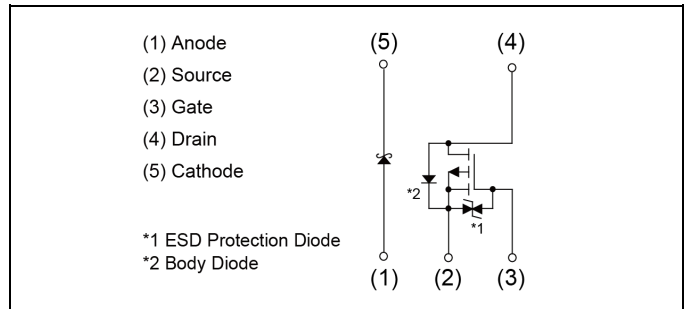 (1) Anode
(2) Source
(3) Gate
(4) Drain
(5) Cathode
*1 ESD Protection Diode
*2 Body Diode
(5)
(4)
*2
*1
(1)
(2)
(3)